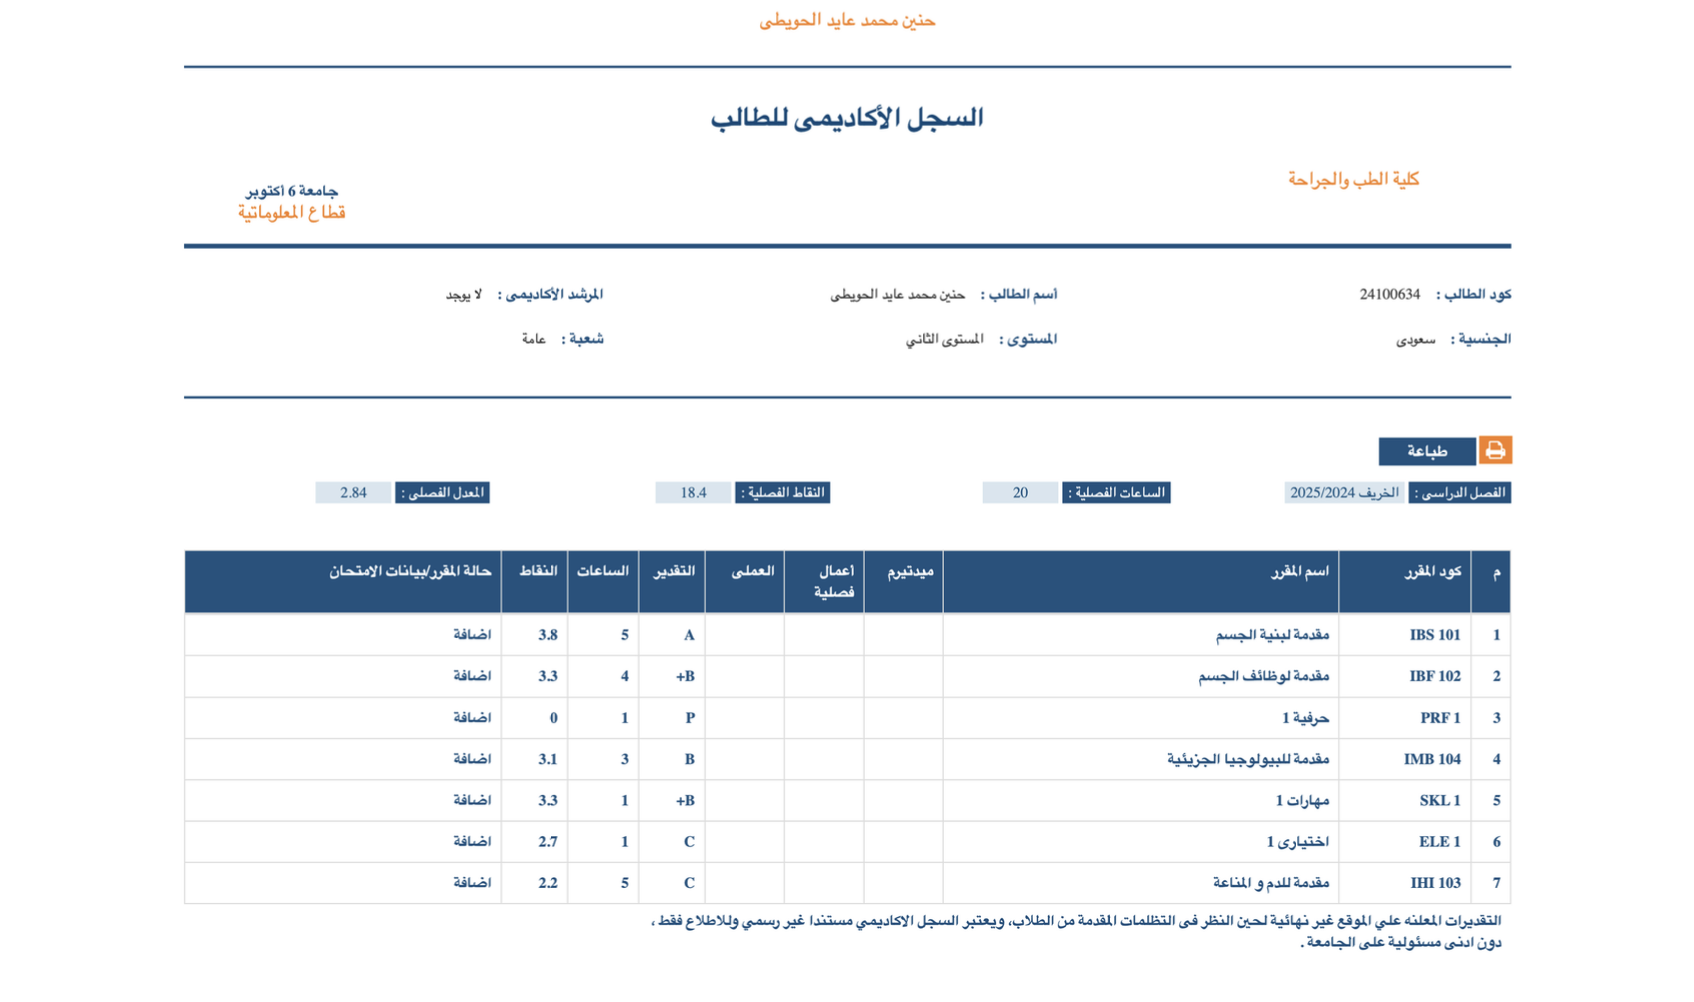 حنين محمد عايد الحويطى
السجل الأكاديمى للطالب
كلية الطب والجراحة
جامعة 6 أكتوبر
قطاع المعلوماتية
كود الطالب : 24100634 أسم الطالب : حنين محمد عايد الحويطى المرشد الأكاديمى : لا يوجد
الجنسية : سعودى المستوى : المستوى الثاني شعبة : عامة
طباعة
الفصل الدراسى : الخريف 2025/2024 الساعات الفصلية : 20 النقاط الفصلية : 18.4 المعدل الفصلى : 2.84
م كود المقرر اسم المقرر ميدتيرم أعمال فصلية العملى التقدير الساعات النقاط حالة المقرر/بيانات الامتحان
1 IBS 101 مقدمة لبنية الجسم A 5 3.8 اضافة
2 IBF 102 مقدمة لوظائف الجسم +B 4 3.3 اضافة
3 PRF 1 حرفية 1 P 1 0 اضافة
4 IMB 104 مقدمة للبيولوجيا الجزيئية B 3 3.1 اضافة
5 SKL 1 مهارات 1 +B 1 3.3 اضافة
6 ELE 1 اختيارى 1 C 1 2.7 اضافة
7 IHI 103 مقدمة للدم و المناعة C 5 2.2 اضافة
التقديرات المعلنه علي الموقع غير نهائية لحين النظر فى التظلمات المقدمة من الطلاب، ويعتبر السجل الاكاديمي مستندا غير رسمي وللاطلاع فقط ،
دون ادنى مسئولية على الجامعة .